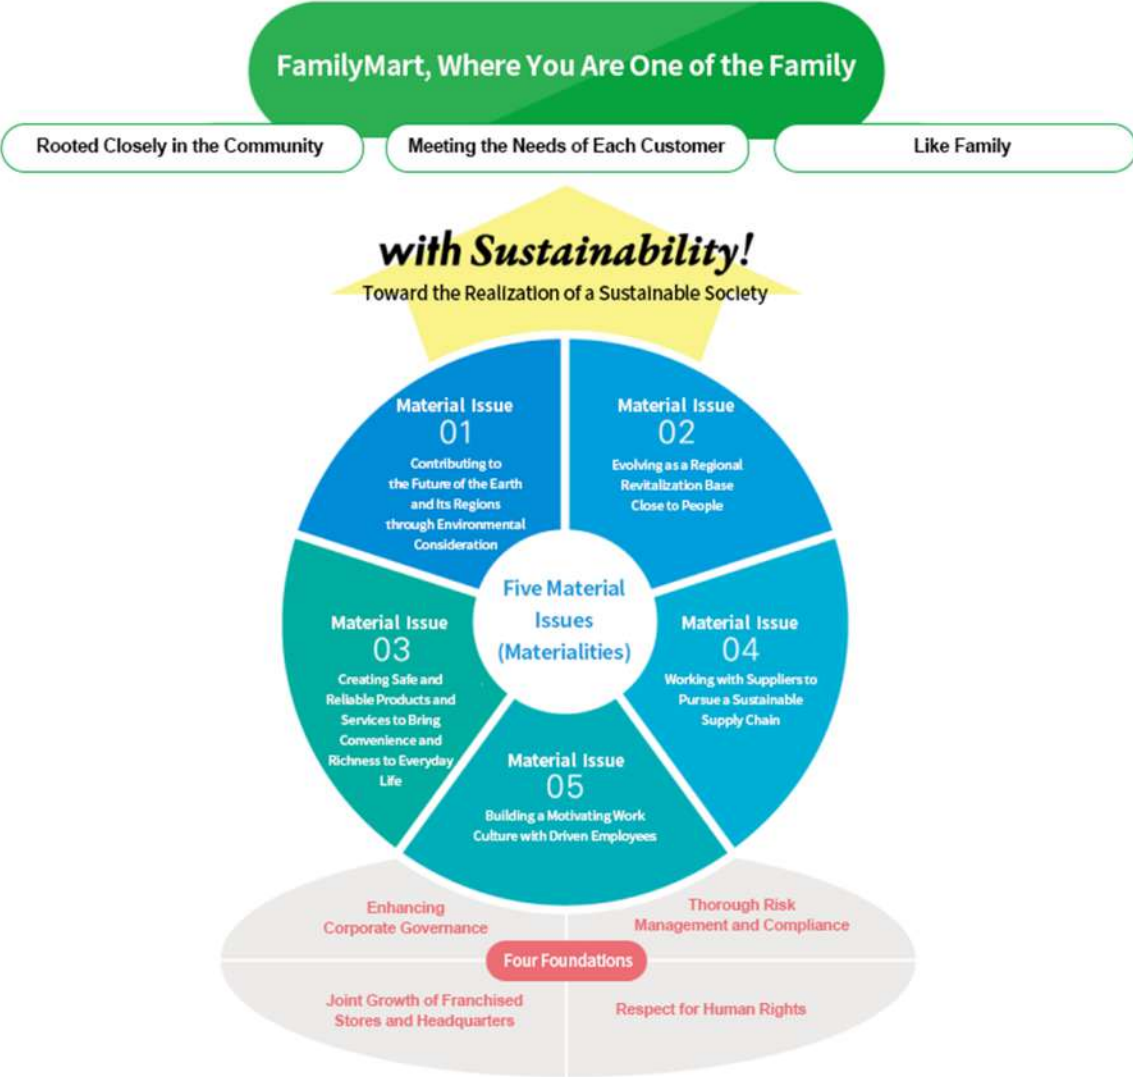 FamilyMart, Where You Are One of the Family
Rooted Closely in the Community
Meeting the Needs of Each Customer
Like Family
with Sustainability!
Toward the Realization of a Sustainable Society
Material Issue
01
Contributing to
the Future of the Earth
and Its Regions
through Environmental
Consideration
Material Issue
02
Evolving as a Regional
Revitalization Base
Close to People
Five Material
Issues
(Materialities)
Material Issue
03
Creating Safe and
Reliable Products and
Services to Bring
Convenience and
Richness to Everyday
Life
Material Issue
04
Working with Suppliers to
Pursue a Sustainable
Supply Chain
Material Issue
05
Building a Motivating Work
Culture with Driven Employees
Enhancing
Corporate Governance
Thorough Risk
Management and Compliance
Four Foundations
Joint Growth of Franchised
Stores and Headquarters
Respect for Human Rights